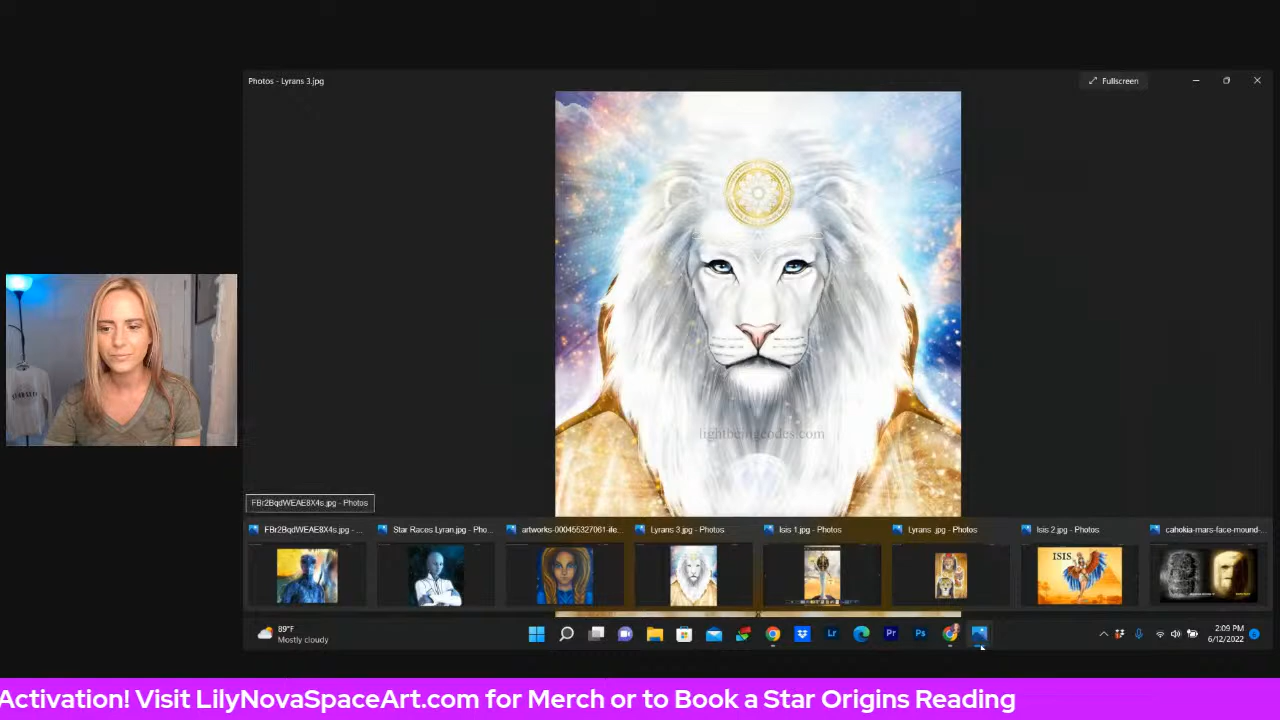 Photos - Lyrans 3.jpg
Fullscreen
lightbeingcodes.com
FBr2BqdWEAE8X4s.jpg - Photos
FBr2BqdWEAE8X4s.jpg - ...
Star Races Lyran.jpg - Pho...
artworks-000455327061-ile...
Lyrans 3.jpg - Photos
Isis 1.jpg - Photos
Lyrans .jpg - Photos
Isis 2.jpg - Photos
cahokia-mars-face-mound-...
ISIS
89°F
Mostly cloudy
Lr
Pr
Ps
2:09 PM
6/12/2022
Activation! Visit LilyNovaSpaceArt.com for Merch or to Book a Star Origins Reading